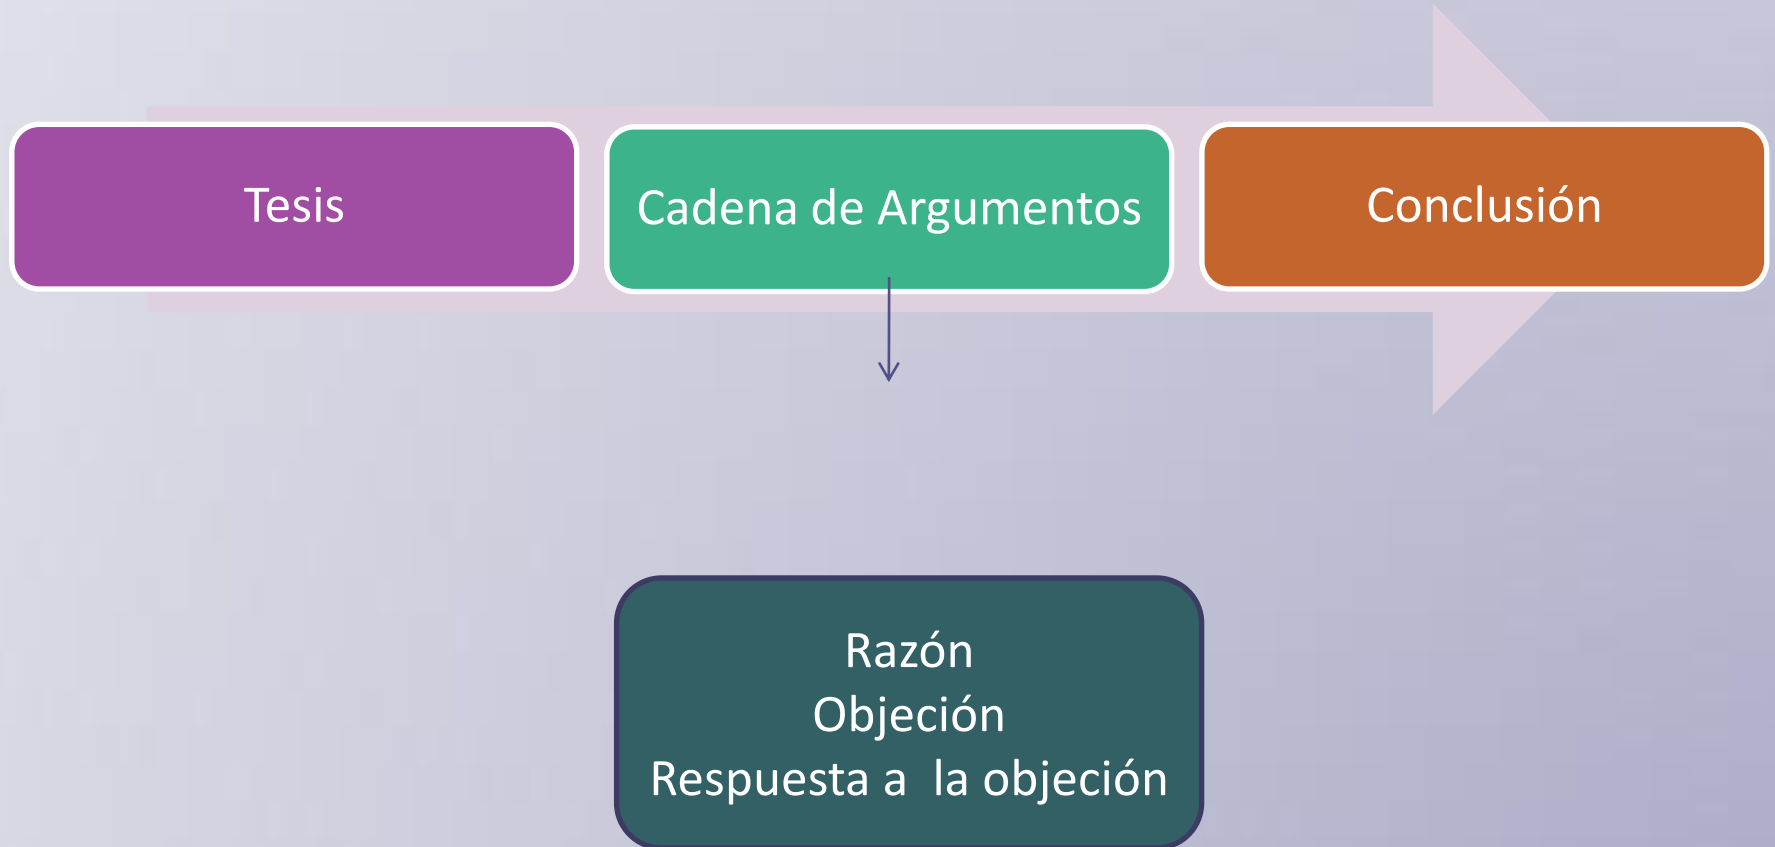 Tesis
Cadena de Argumentos
Conclusión
Razón
Objeción
Respuesta a  la objeción